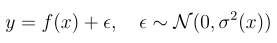 y = f(x) + ϵ,  ϵ ∼ 𝒩(0, σ²(x))